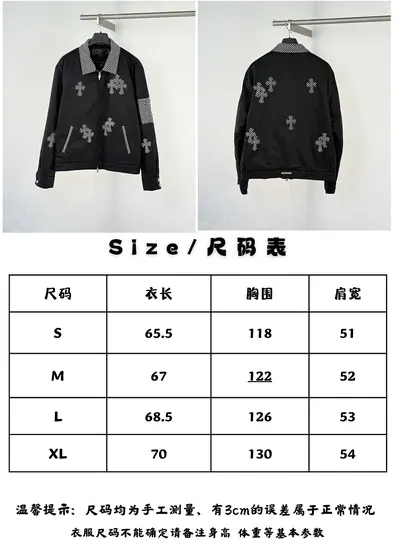 Size/尺码表
尺码 衣长 胸围 肩宽
S 65.5 118 51
M 67 122 52
L 68.5 126 53
XL 70 130 54
温馨提示: 尺码均为手工测量、有3cm的误差属于正常情况
衣服尺码不能确定请备注身高 体重等基本参数